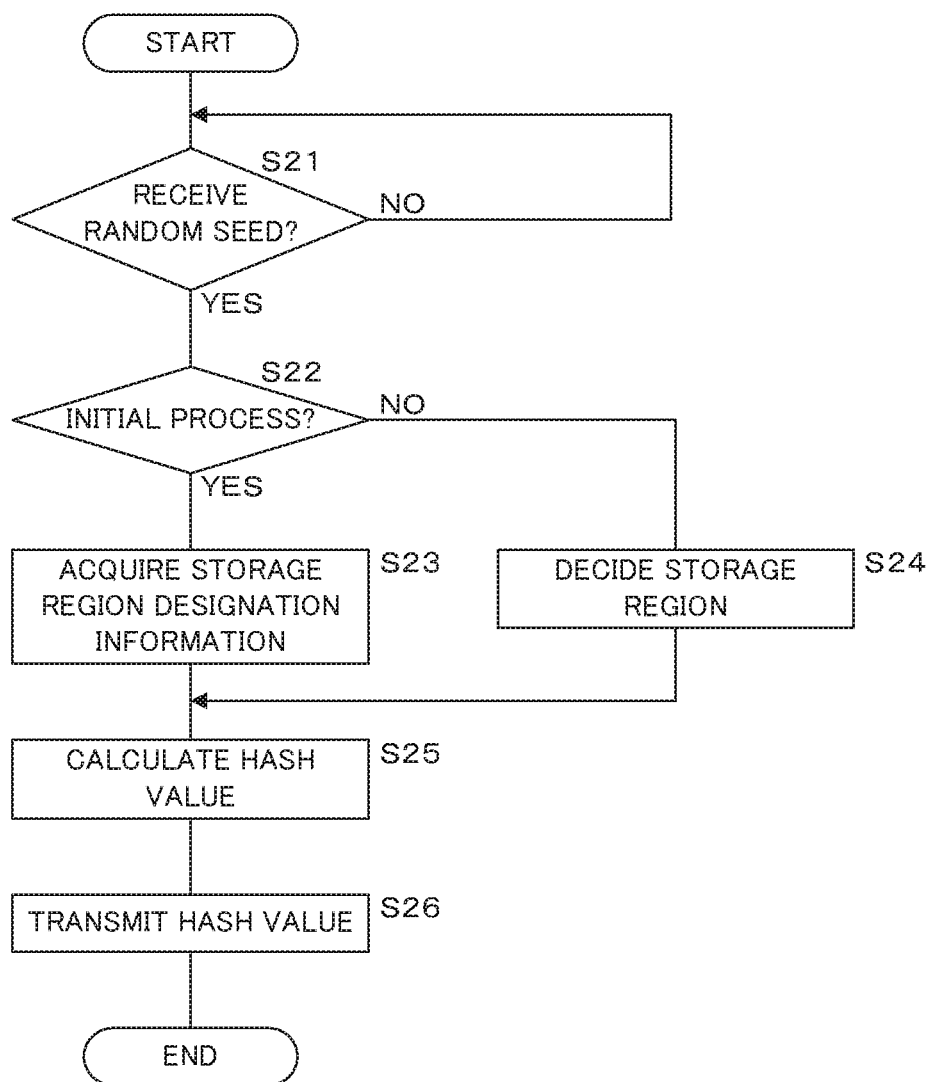 START
S21
RECEIVE
RANDOM SEED?
NO
YES
S22
INITIAL PROCESS?
NO
YES
ACQUIRE STORAGE
REGION DESIGNATION
INFORMATION
S23
DECIDE STORAGE
REGION
S24
CALCULATE HASH
VALUE
S25
TRANSMIT HASH VALUE
S26
END